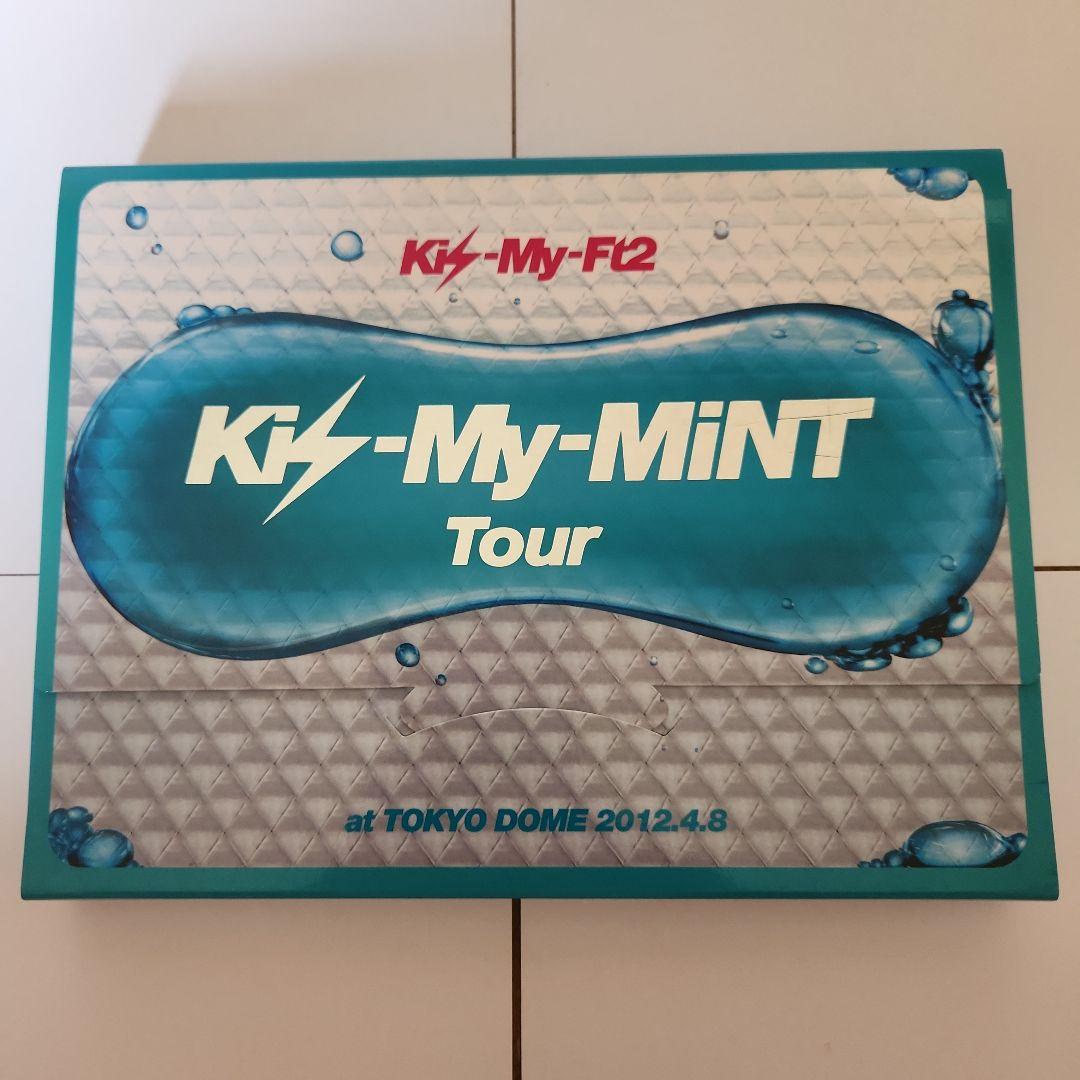 Kis-My-Ft2
Kis-My-MiNT
Tour
at TOKYO DOME 2012.4.8